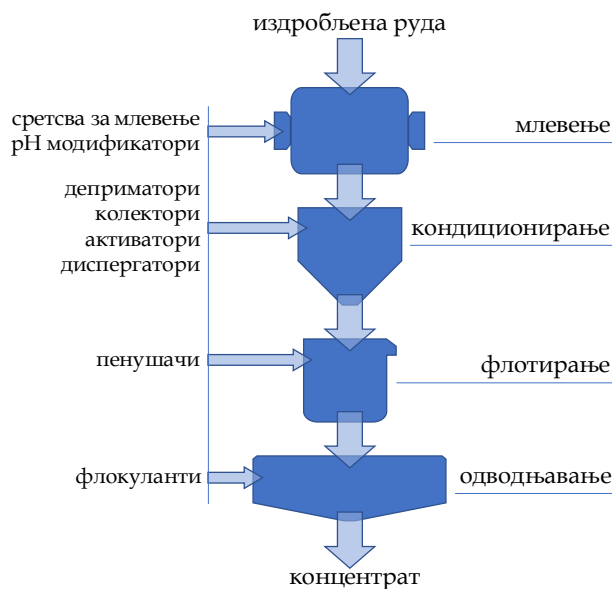 издробљена руда
сретсва за млевење
pH модификатори
млевење
деприматори
колектори
активатори
диспергатори
кондиционирање
пенушачи
флотирање
флокуланти
одводњавање
концентрат